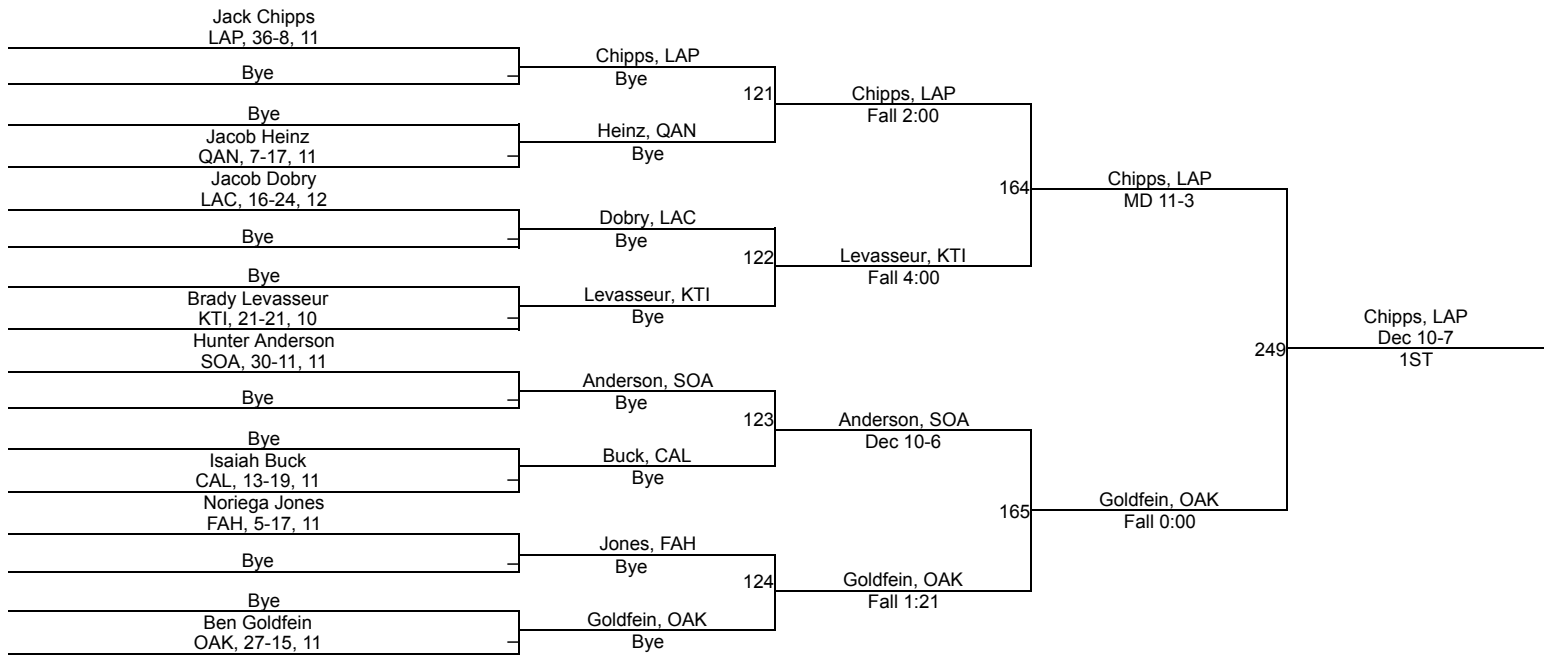 Jack Chipps
LAP, 36-8, 11
Bye
Bye
Jacob Heinz
QAN, 7-17, 11
Jacob Dobry
LAC, 16-24, 12
Bye
Bye
Brady Levasseur
KTI, 21-21, 10
Hunter Anderson
SOA, 30-11, 11
Bye
Bye
Isaiah Buck
CAL, 13-19, 11
Noriega Jones
FAH, 5-17, 11
Bye
Bye
Ben Goldfein
OAK, 27-15, 11
Chipps, LAP
Bye
Heinz, QAN
Bye
Dobry, LAC
Bye
Levasseur, KTI
Bye
Anderson, SOA
Bye
Buck, CAL
Bye
Jones, FAH
Bye
Goldfein, OAK
Bye
121
122
123
124
Chipps, LAP
Fall 2:00
Levasseur, KTI
Fall 4:00
Anderson, SOA
Dec 10-6
Goldfein, OAK
Fall 1:21
164
165
Chipps, LAP
MD 11-3
Goldfein, OAK
Fall 0:00
249
Chipps, LAP
Dec 10-7
1ST